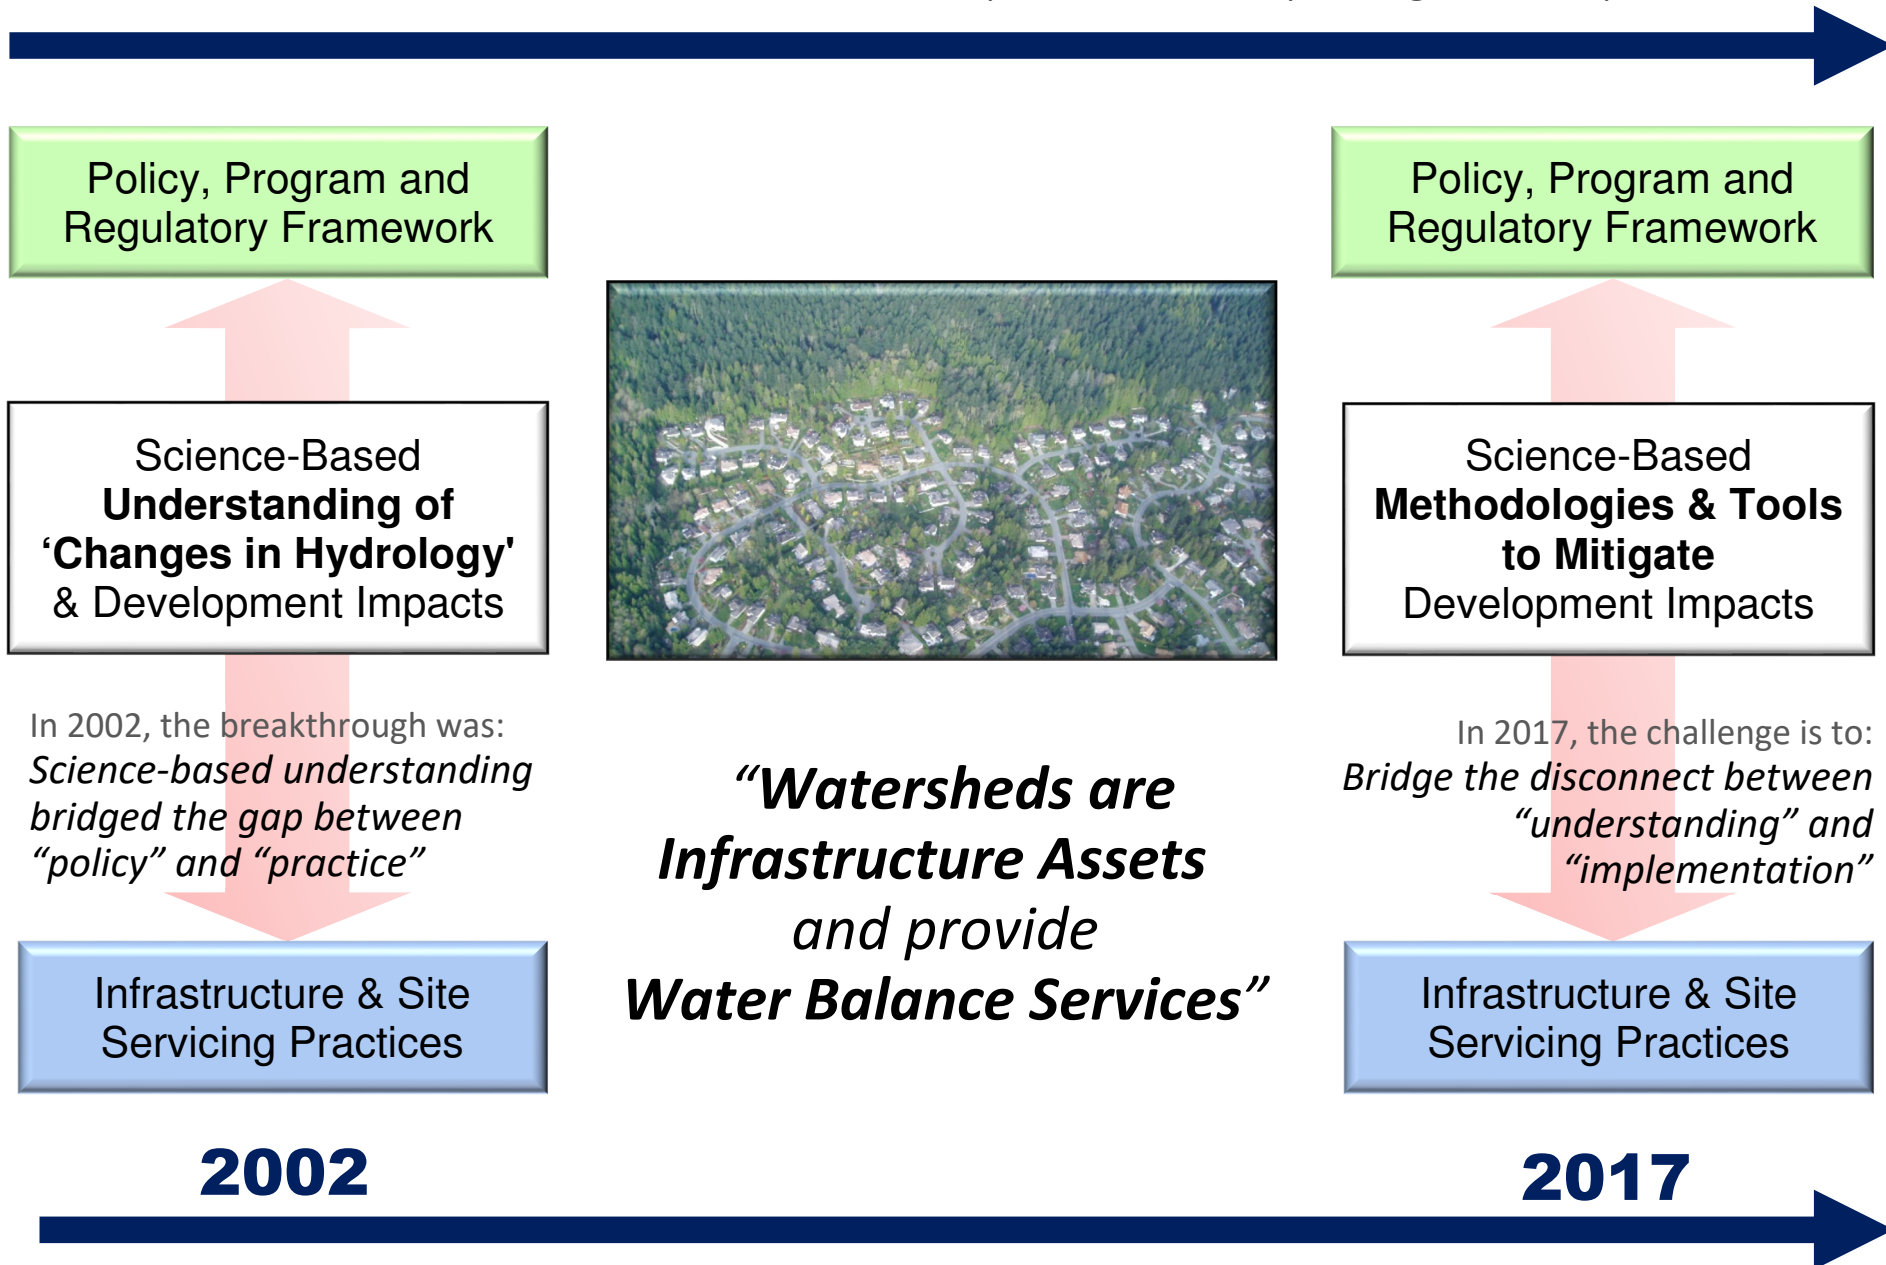 Policy, Program and
Regulatory Framework
Science-Based
Understanding of
‘Changes in Hydrology'
& Development Impacts
In 2002, the breakthrough was:
Science-based understanding
bridged the gap between
“policy” and “practice”
Infrastructure & Site
Servicing Practices
2002
“Watersheds are
Infrastructure Assets
and provide
Water Balance Services”
Policy, Program and
Regulatory Framework
Science-Based
Methodologies & Tools
to Mitigate
Development Impacts
In 2017, the challenge is to:
Bridge the disconnect between
“understanding” and
“implementation”
Infrastructure & Site
Servicing Practices
2017